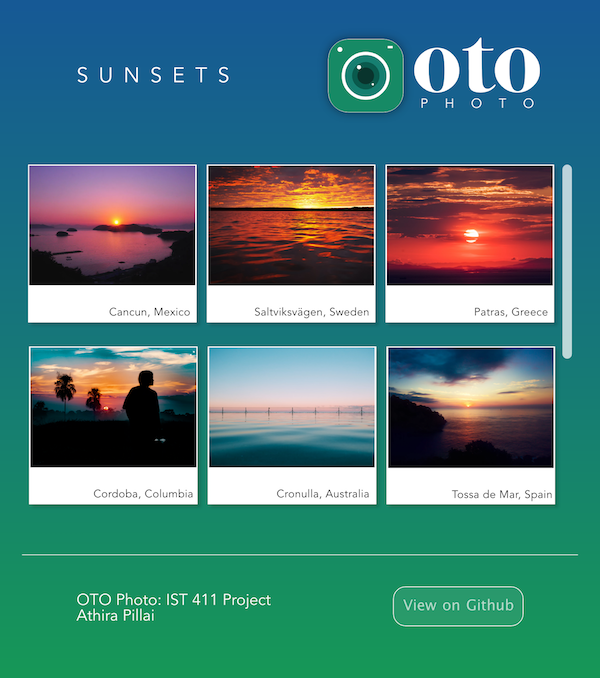 SUNSETS
oto
PHOTO
Cancun, Mexico
Saltviksvägen, Sweden
Patras, Greece
Cordoba, Columbia
Cronulla, Australia
Tossa de Mar, Spain
OTO Photo: IST 411 Project
Athira Pillai
View on Github